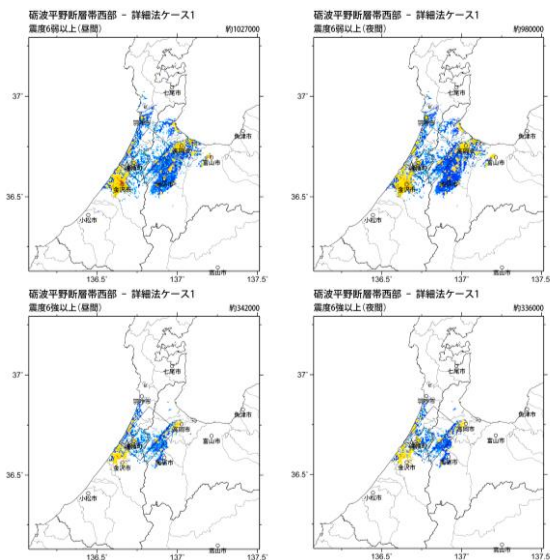 砺波平野断層帯西部 – 詳細法ケース1
震度6弱以上(昼間)
約1027000
七尾市
37˚
羽咋市
魚津市
高岡市
富山市
金沢市
36.5˚
小松市
高山市
136.5˚
137˚
137.5˚
砺波平野断層帯西部 – 詳細法ケース1
震度6弱以上(夜間)
約980000
七尾市
37˚
羽咋市
魚津市
高岡市
富山市
金沢市
36.5˚
小松市
高山市
136.5˚
137˚
137.5˚
砺波平野断層帯西部 – 詳細法ケース1
震度6強以上(昼間)
約342000
七尾市
37˚
羽咋市
魚津市
高岡市
富山市
金沢市
36.5˚
小松市
高山市
136.5˚
137˚
137.5˚
砺波平野断層帯西部 – 詳細法ケース1
震度6強以上(夜間)
約336000
七尾市
37˚
羽咋市
魚津市
高岡市
富山市
金沢市
36.5˚
小松市
高山市
136.5˚
137˚
137.5˚